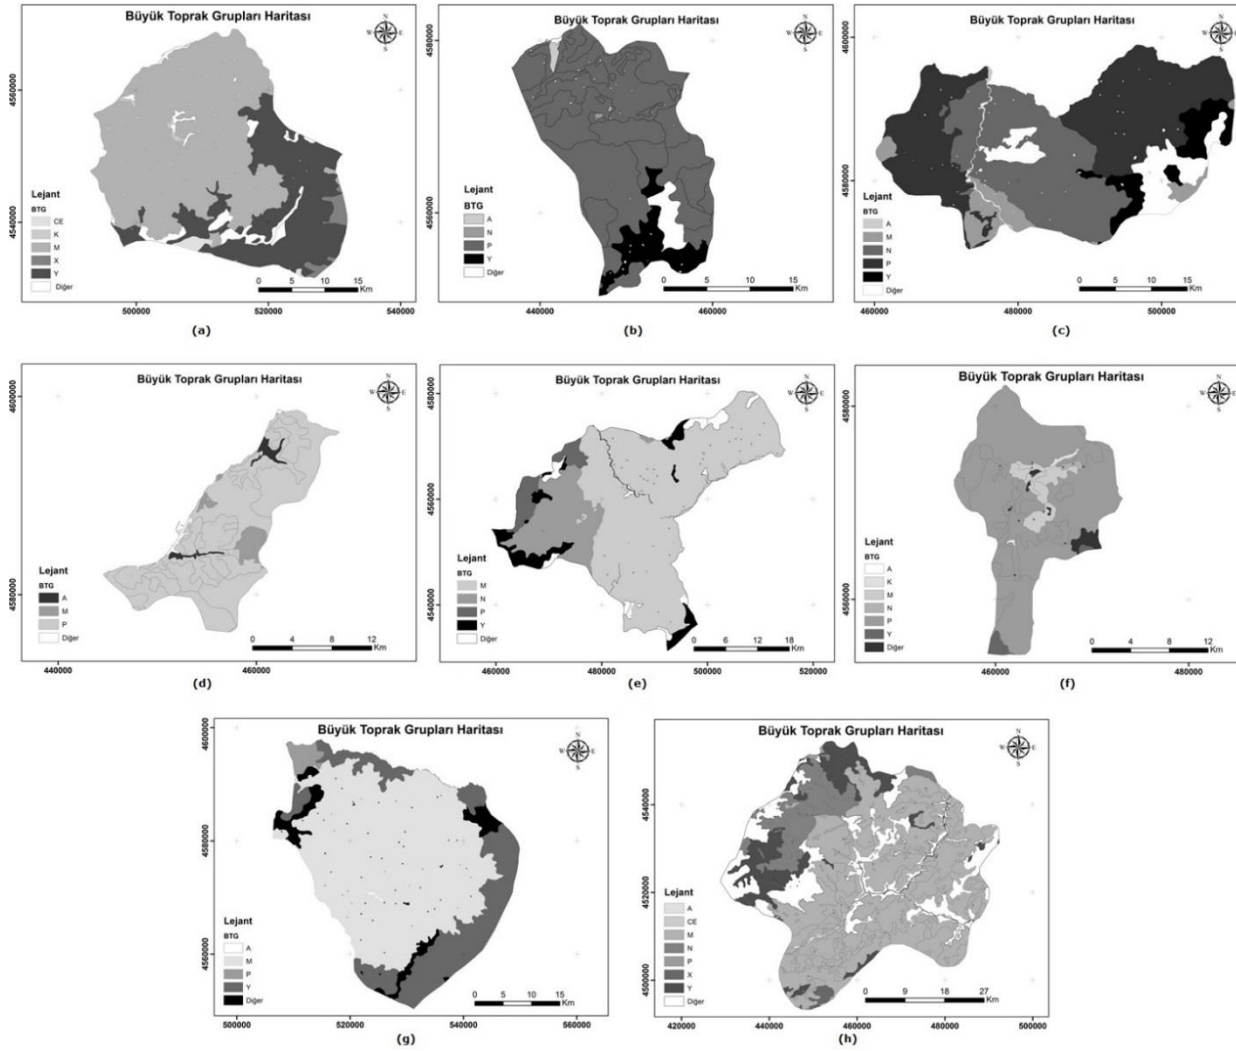 Büyük Toprak Grupları Haritası
N
W E
S
4560000
4540000
Lejant
BTG
CE
K
M
X
Y
Diğer
0 5 10 15
Km
500000 520000 540000
(a)
Büyük Toprak Grupları Haritası
N
W E
S
4580000
4560000
Lejant
BTG
A
N
P
Y
Diğer
0 5 10 15
Km
440000 460000
(b)
Büyük Toprak Grupları Haritası
N
W E
S
4600000
4580000
Lejant
BTG
A
M
N
P
Y
Diğer
0 5 10 15
Km
460000 480000 500000
(c)
Büyük Toprak Grupları Haritası
N
W E
S
4600000
4580000
Lejant
BTG
A
M
P
Diğer
0 4 8 12
Km
440000 460000
(d)
Büyük Toprak Grupları Haritası
N
W E
S
4580000
4560000
4540000
Lejant
BTG
M
N
P
Y
Diğer
0 6 12 18
Km
460000 480000 500000 520000
(e)
Büyük Toprak Grupları Haritası
N
W E
S
4580000
4560000
Lejant
BTG
A
K
M
N
P
Y
Diğer
0 4 8 12
Km
460000 480000
(f)
Büyük Toprak Grupları Haritası
N
W E
S
4600000
4580000
4560000
Lejant
BTG
A
M
P
Y
Diğer
0 5 10 15
Km
500000 520000 540000 560000
(g)
Büyük Toprak Grupları Haritası
N
W E
S
4540000
4520000
4500000
Lejant
BTG
A
CE
M
N
P
X
Y
Diğer
0 9 18 27
Km
420000 440000 460000 480000 500000
(h)